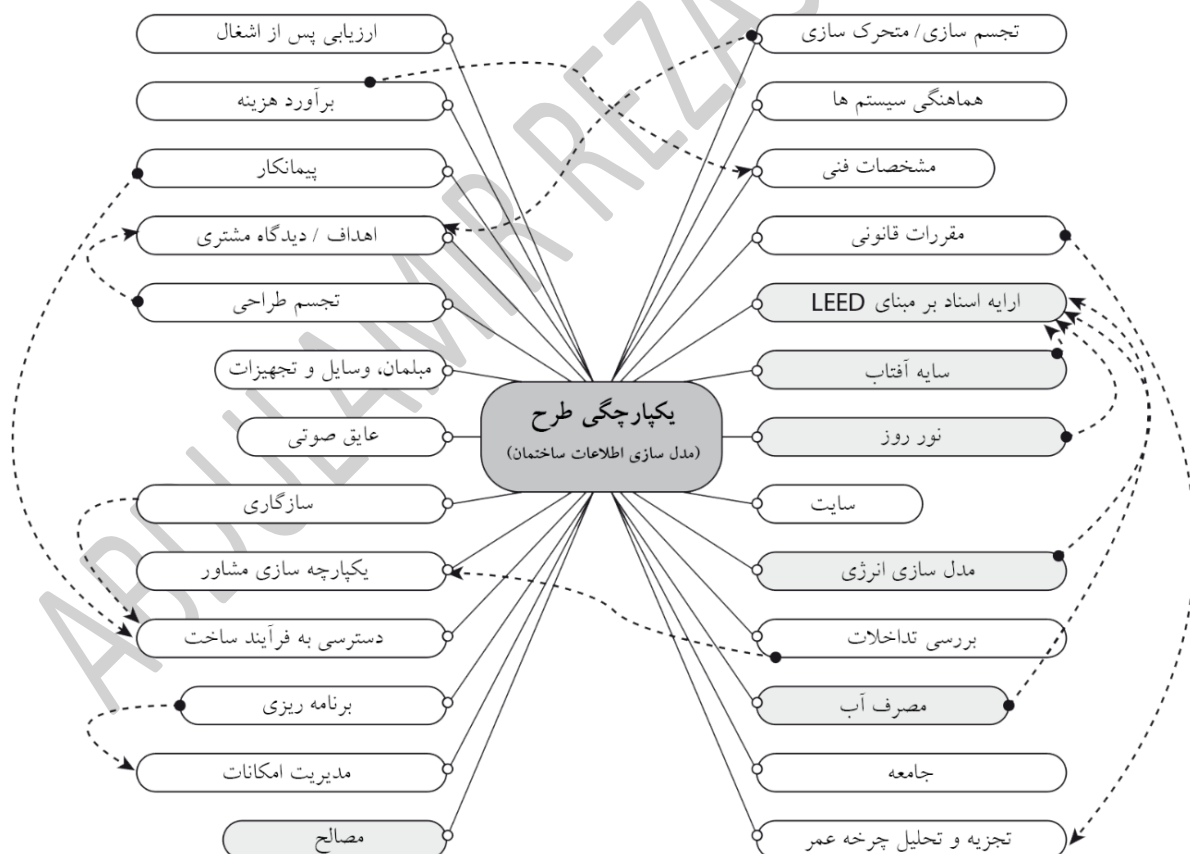 تجسم سازی/ متحرک سازی
هماهنگی سیستم ها
مشخصات فنی
مقررات قانونی
ارایه اسناد بر مبنای LEED
سایه آفتاب
نور روز
سایت
مدل سازی انرژی
بررسی تداخلات
مصرف آب
جامعه
تجزیه و تحلیل چرخه عمر
یکپارچگی طرح
(مدل سازی اطلاعات ساختمان)
ارزیابی پس از اشغال
برآورد هزینه
پیمانکار
اهداف / دیدگاه مشتری
تجسم طراحی
مبلمان، وسایل و تجهیزات
عایق صوتی
سازگاری
یکپارچه سازی مشاور
دسترسی به فرآیند ساخت
برنامه ریزی
مدیریت امکانات
مصالح
ABDULAMIR